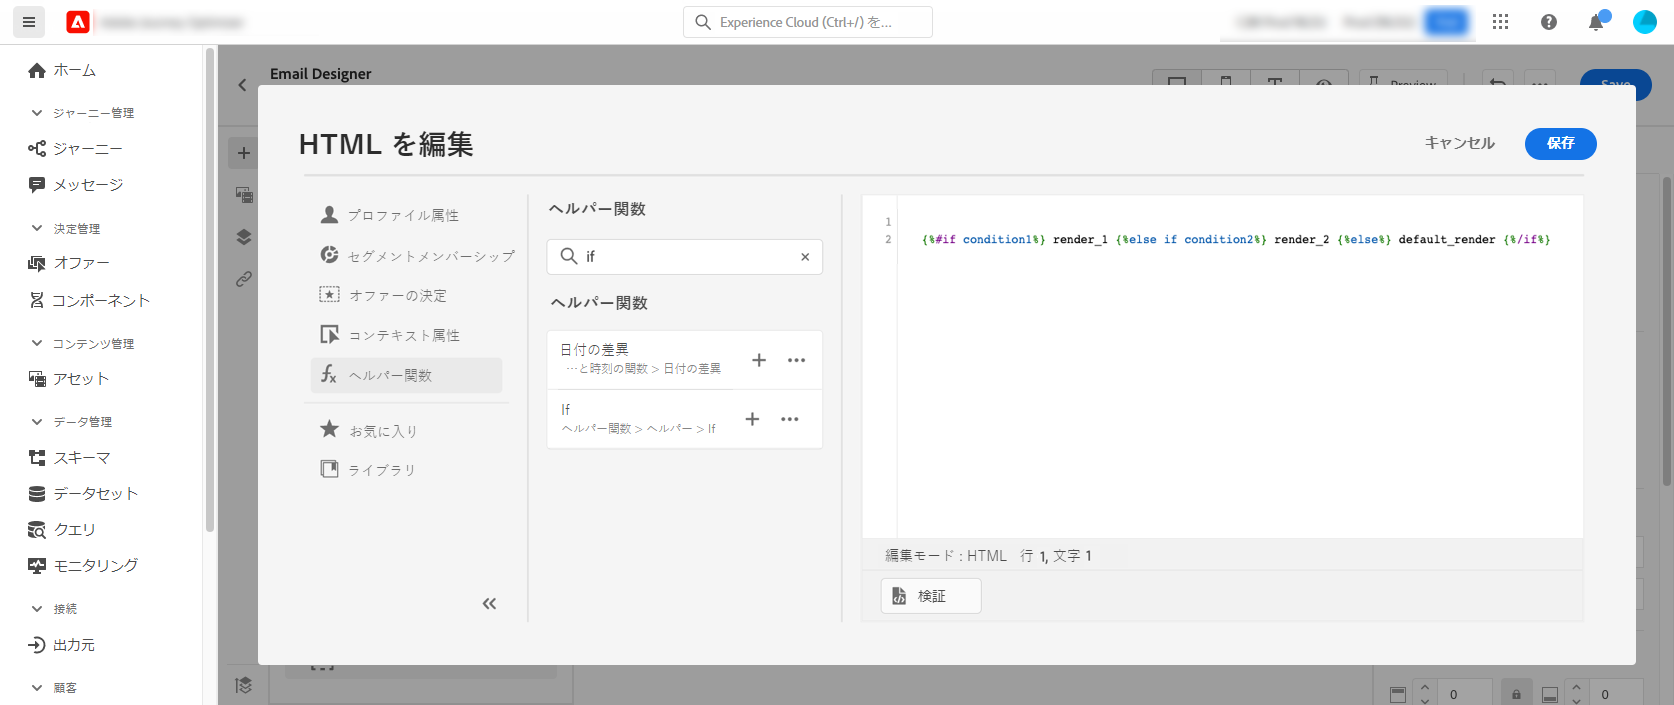 Experience Cloud (Ctrl+/) を...
ホーム
ジャーニー管理
ジャーニー
メッセージ
決定管理
オファー
コンポーネント
コンテンツ管理
アセット
データ管理
スキーマ
データセット
クエリ
モニタリング
接続
出力元
顧客
Email Designer
Preview
Save
HTML を編集
キャンセル
保存
プロファイル属性
セグメントメンバーシップ
オファーの決定
コンテキスト属性
ヘルパー関数
お気に入り
ライブラリ
ヘルパー関数
if
ヘルパー関数
日付の差異
…と時刻の関数 > 日付の差異
If
ヘルパー関数 > ヘルパー > If
1
2 {%#if condition1%} render_1 {%else if condition2%} render_2 {%else%} default_render {%/if%}
編集モード : HTML 行 1, 文字 1
検証
0
0